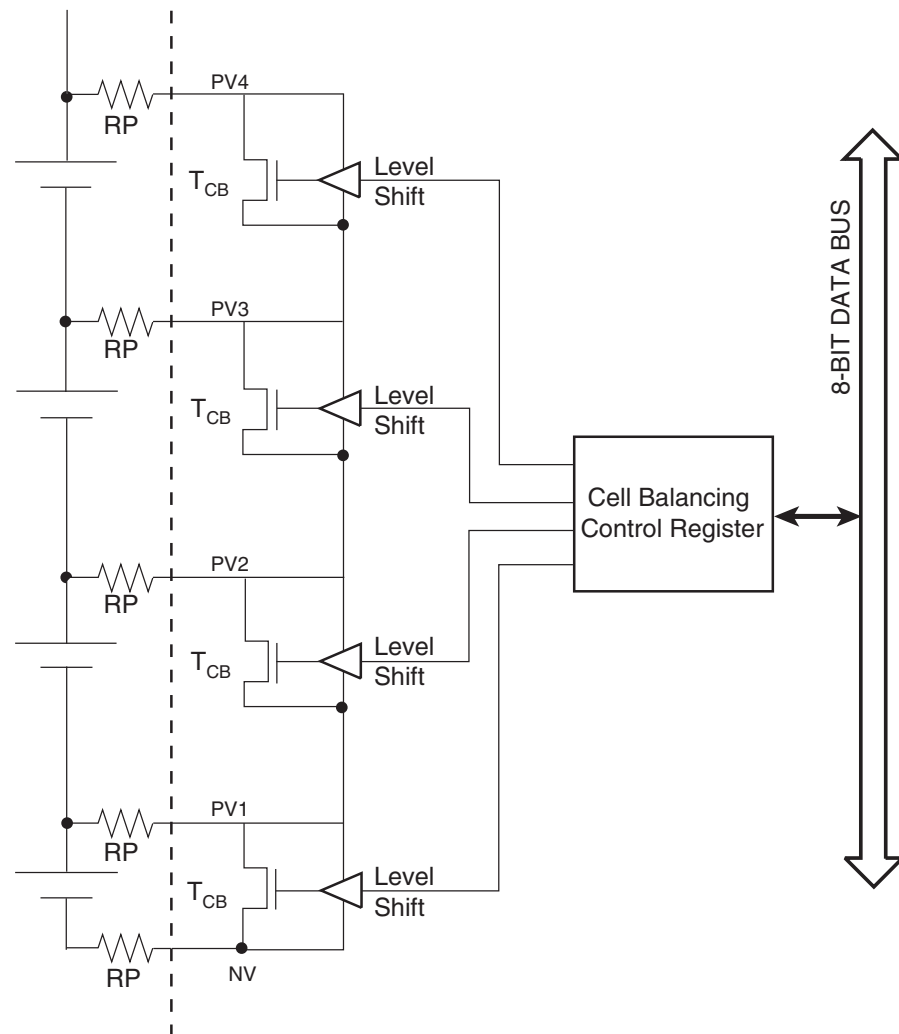 PV4
RP
T_CB
Level
Shift
PV3
RP
T_CB
Level
Shift
PV2
RP
T_CB
Level
Shift
PV1
RP
T_CB
Level
Shift
RP
NV
Cell Balancing
Control Register
8-BIT DATA BUS